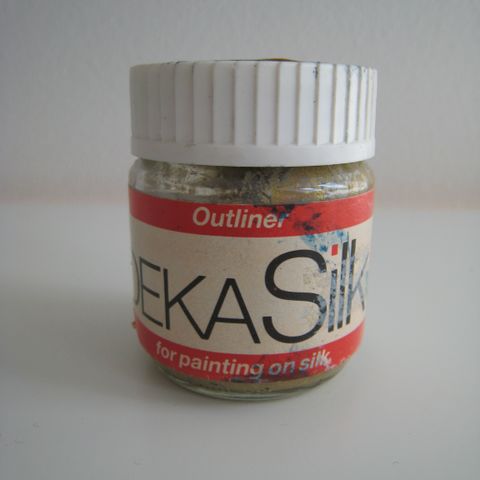 Outliner
DEKASilk
for painting on silk